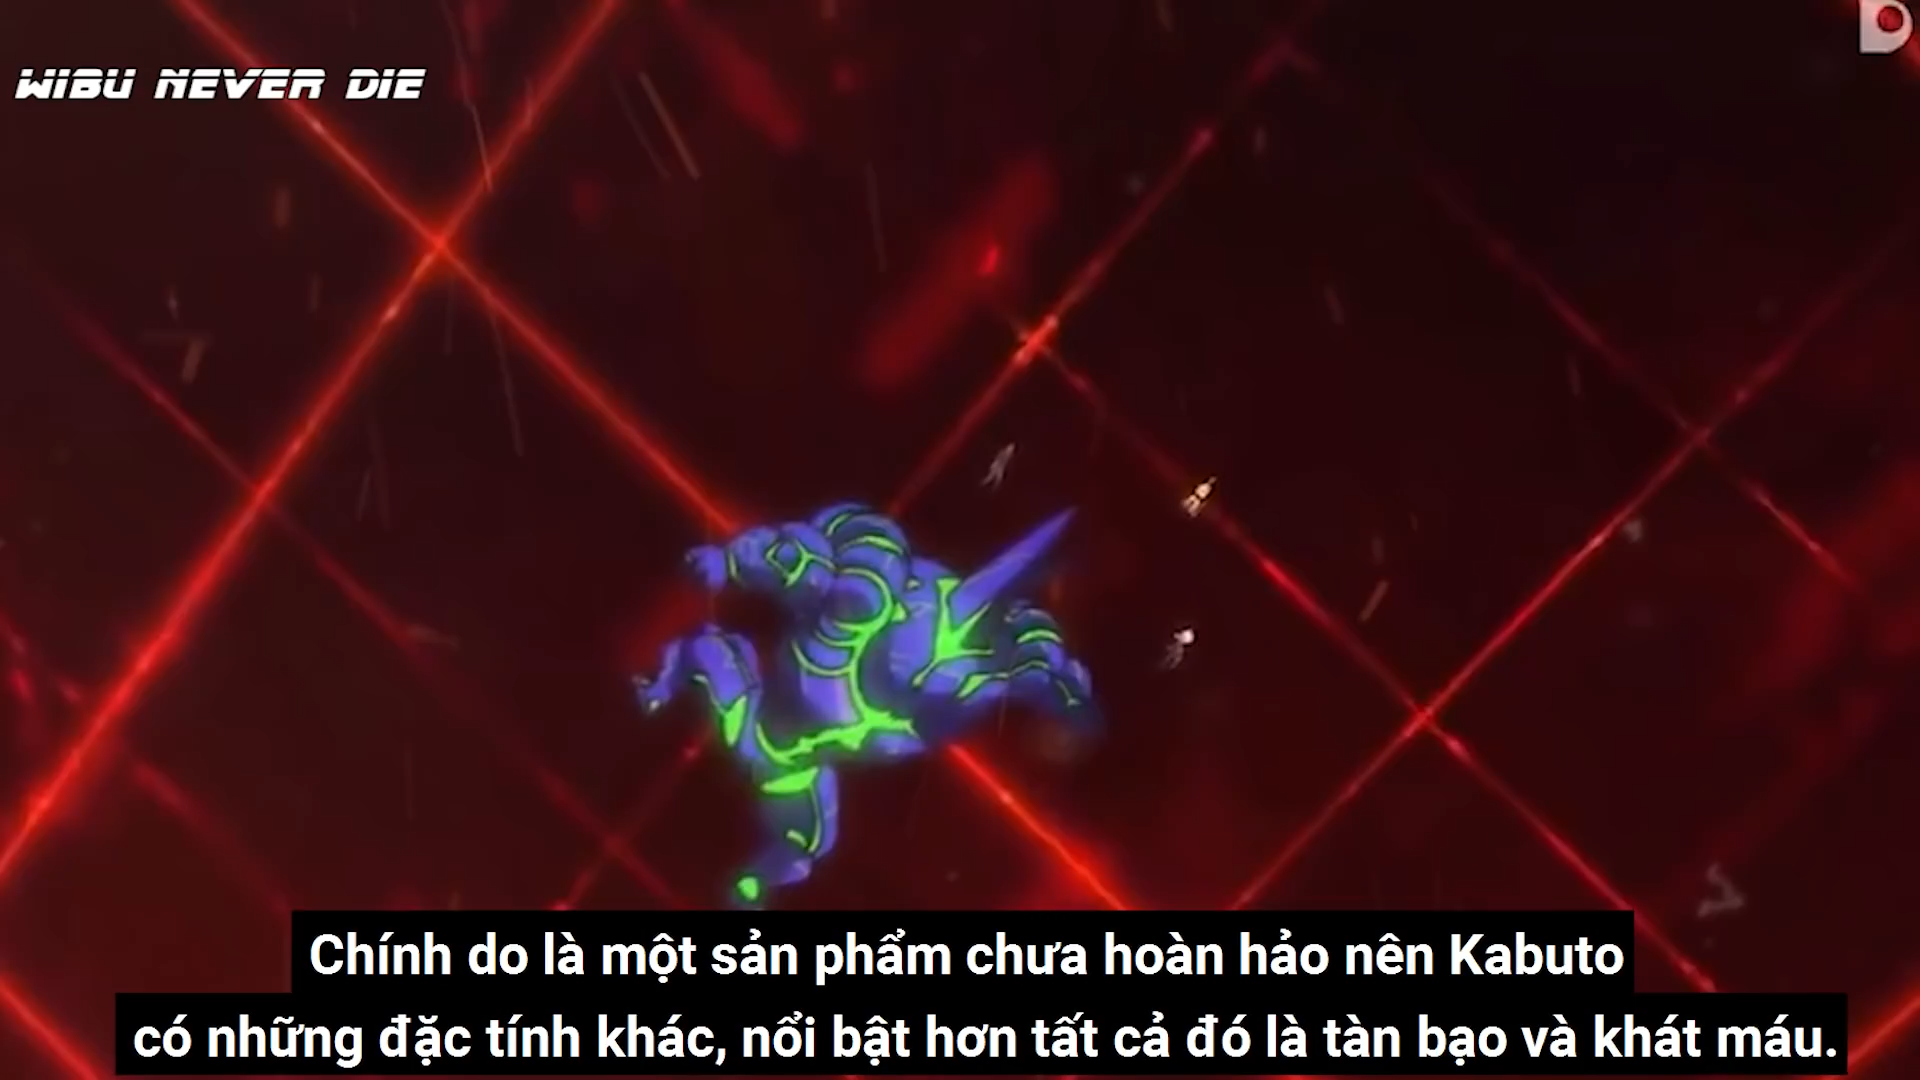 WIBU NEVER DIE
Chính do là một sản phẩm chưa hoàn hảo nên Kabuto
có những đặc tính khác, nổi bật hơn tất cả đó là tàn bạo và khát máu.